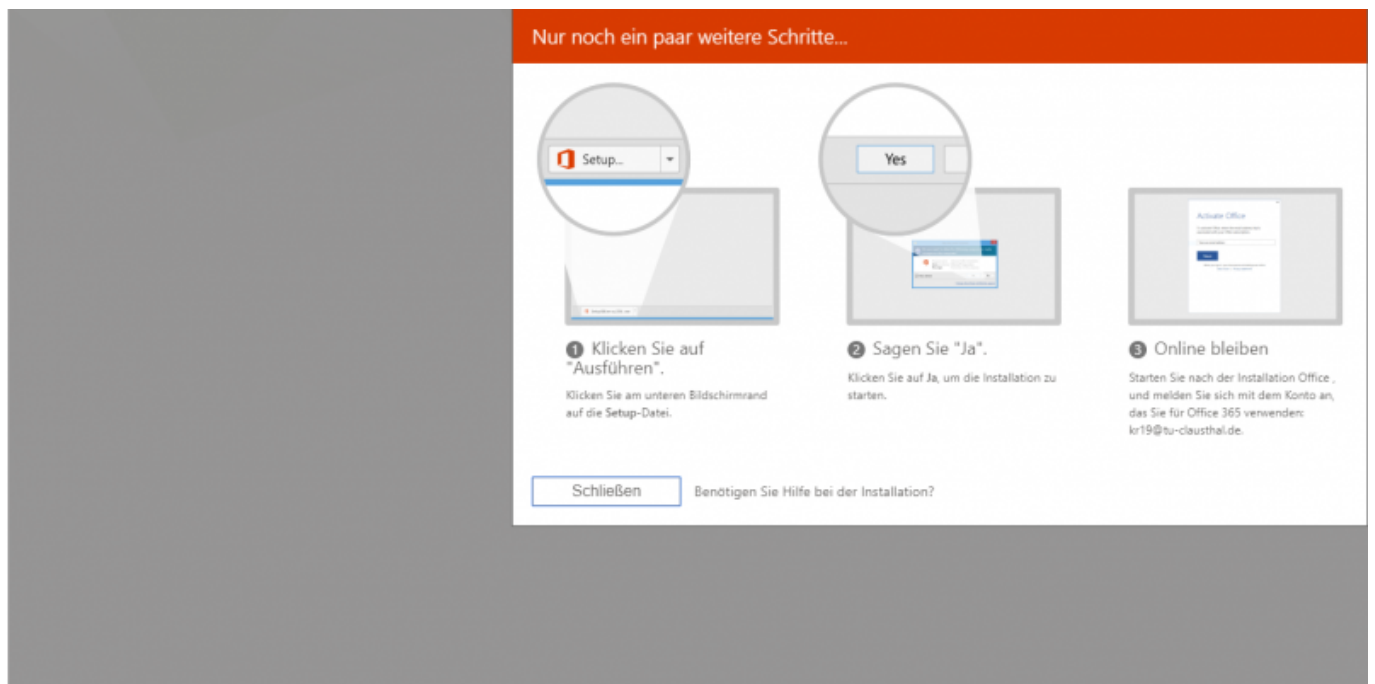 Nur noch ein paar weitere Schritte...
Setup...
Yes
Activate Office
❶ Klicken Sie auf
"Ausführen".
Klicken Sie am unteren Bildschirmrand
auf die Setup-Datei.
❷ Sagen Sie "Ja".
Klicken Sie auf Ja, um die Installation zu
starten.
❸ Online bleiben
Starten Sie nach der Installation Office ,
und melden Sie sich mit dem Konto an,
das Sie für Office 365 verwenden:
kr19@tu-clausthal.de.
Schließen
Benötigen Sie Hilfe bei der Installation?